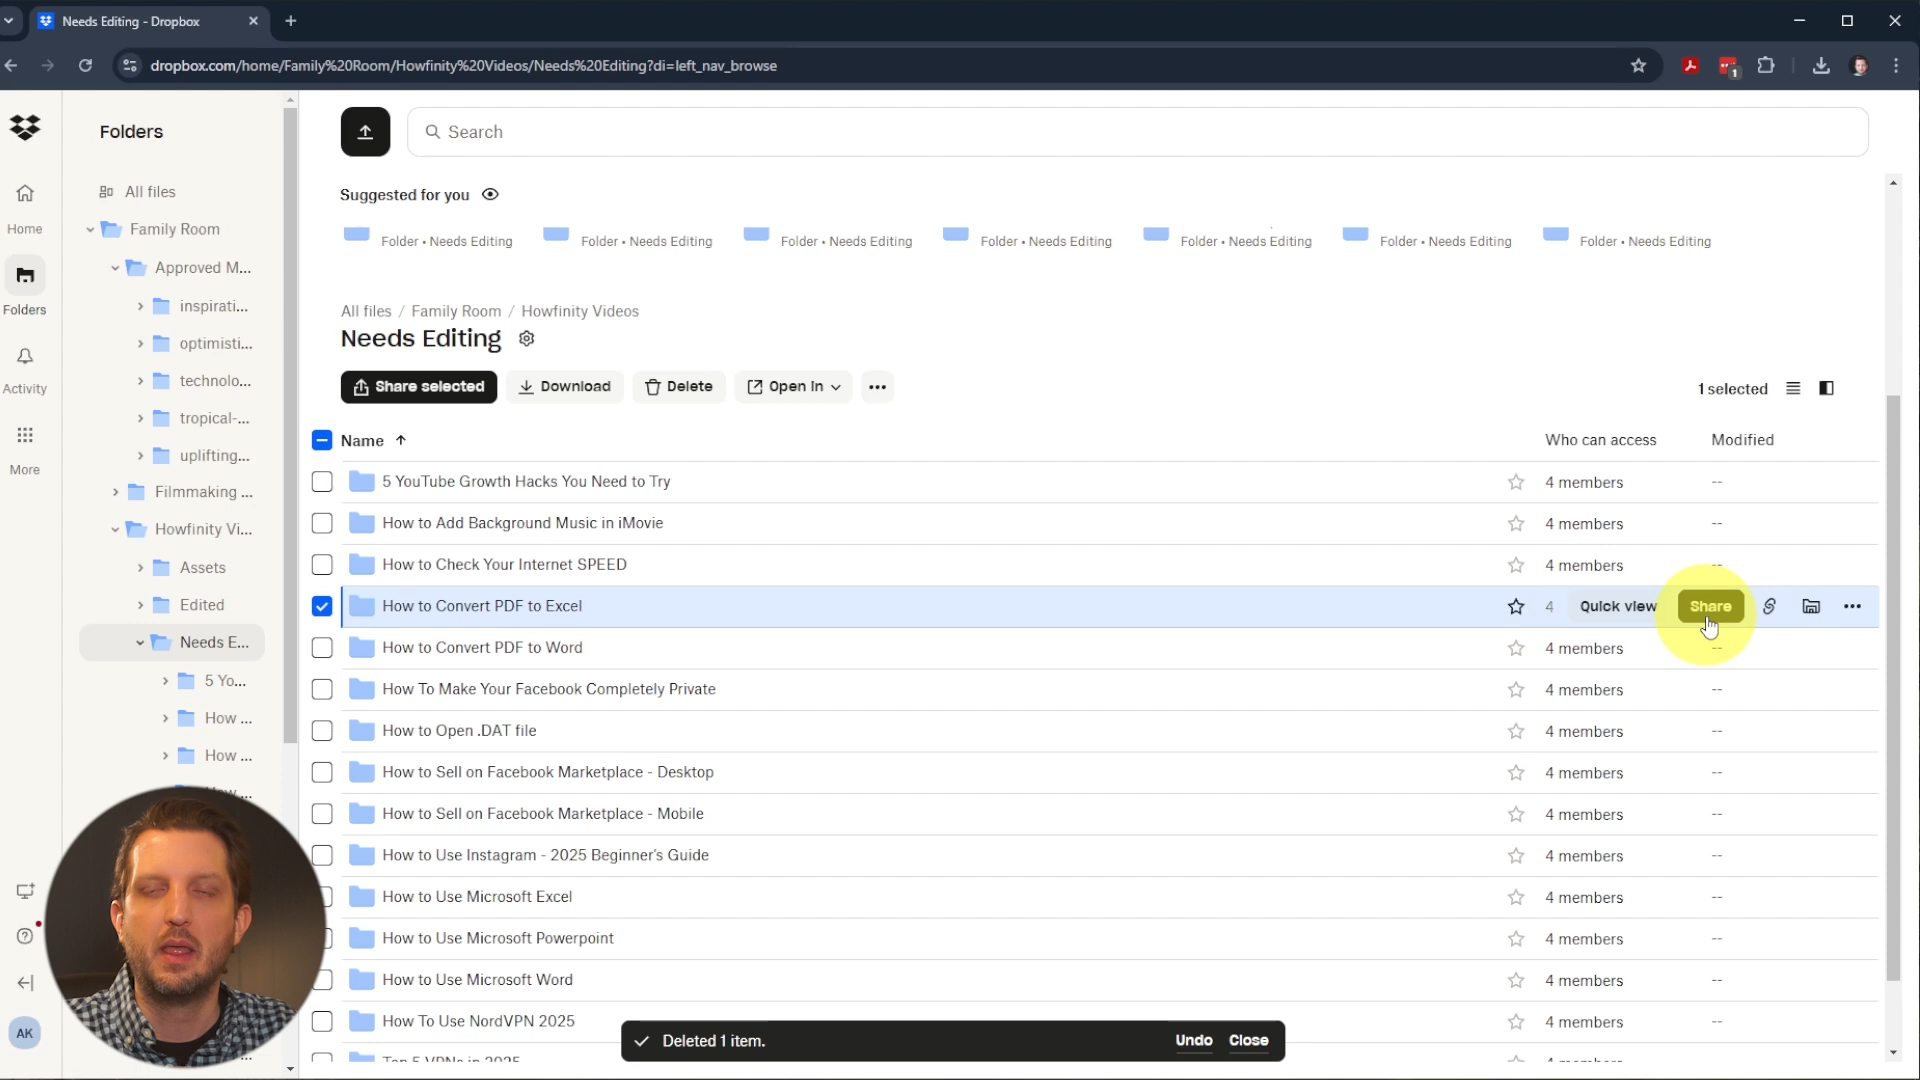 Needs Editing - Dropbox
dropbox.com/home/Family%20Room/Howfinity%20Videos/Needs%20Editing?di=left_nav_browse
1
Home
Folders
Activity
More
AK
Folders
All files
Family Room
Approved M...
inspirati...
optimisti...
technolo...
tropical-...
uplifting...
Filmmaking ...
Howfinity Vi...
Assets
Edited
Needs E...
5 Yo...
How ...
How ...
Search
Suggested for you
Folder • Needs Editing
Folder • Needs Editing
Folder • Needs Editing
Folder • Needs Editing
Folder • Needs Editing
Folder • Needs Editing
Folder • Needs Editing
All files / Family Room / Howfinity Videos
Needs Editing
Share selected Download Delete Open In
1 selected
Name Who can access Modified
5 YouTube Growth Hacks You Need to Try 4 members --
How to Add Background Music in iMovie 4 members --
How to Check Your Internet SPEED 4 members --
How to Convert PDF to Excel 4 Quick view Share
How to Convert PDF to Word 4 members --
How To Make Your Facebook Completely Private 4 members --
How to Open .DAT file 4 members --
How to Sell on Facebook Marketplace - Desktop 4 members --
How to Sell on Facebook Marketplace - Mobile 4 members --
How to Use Instagram - 2025 Beginner's Guide 4 members --
How to Use Microsoft Excel 4 members --
How to Use Microsoft Powerpoint 4 members --
How to Use Microsoft Word 4 members --
How To Use NordVPN 2025 4 members --
Top 5 VPNs in 2025
Deleted 1 item. Undo Close